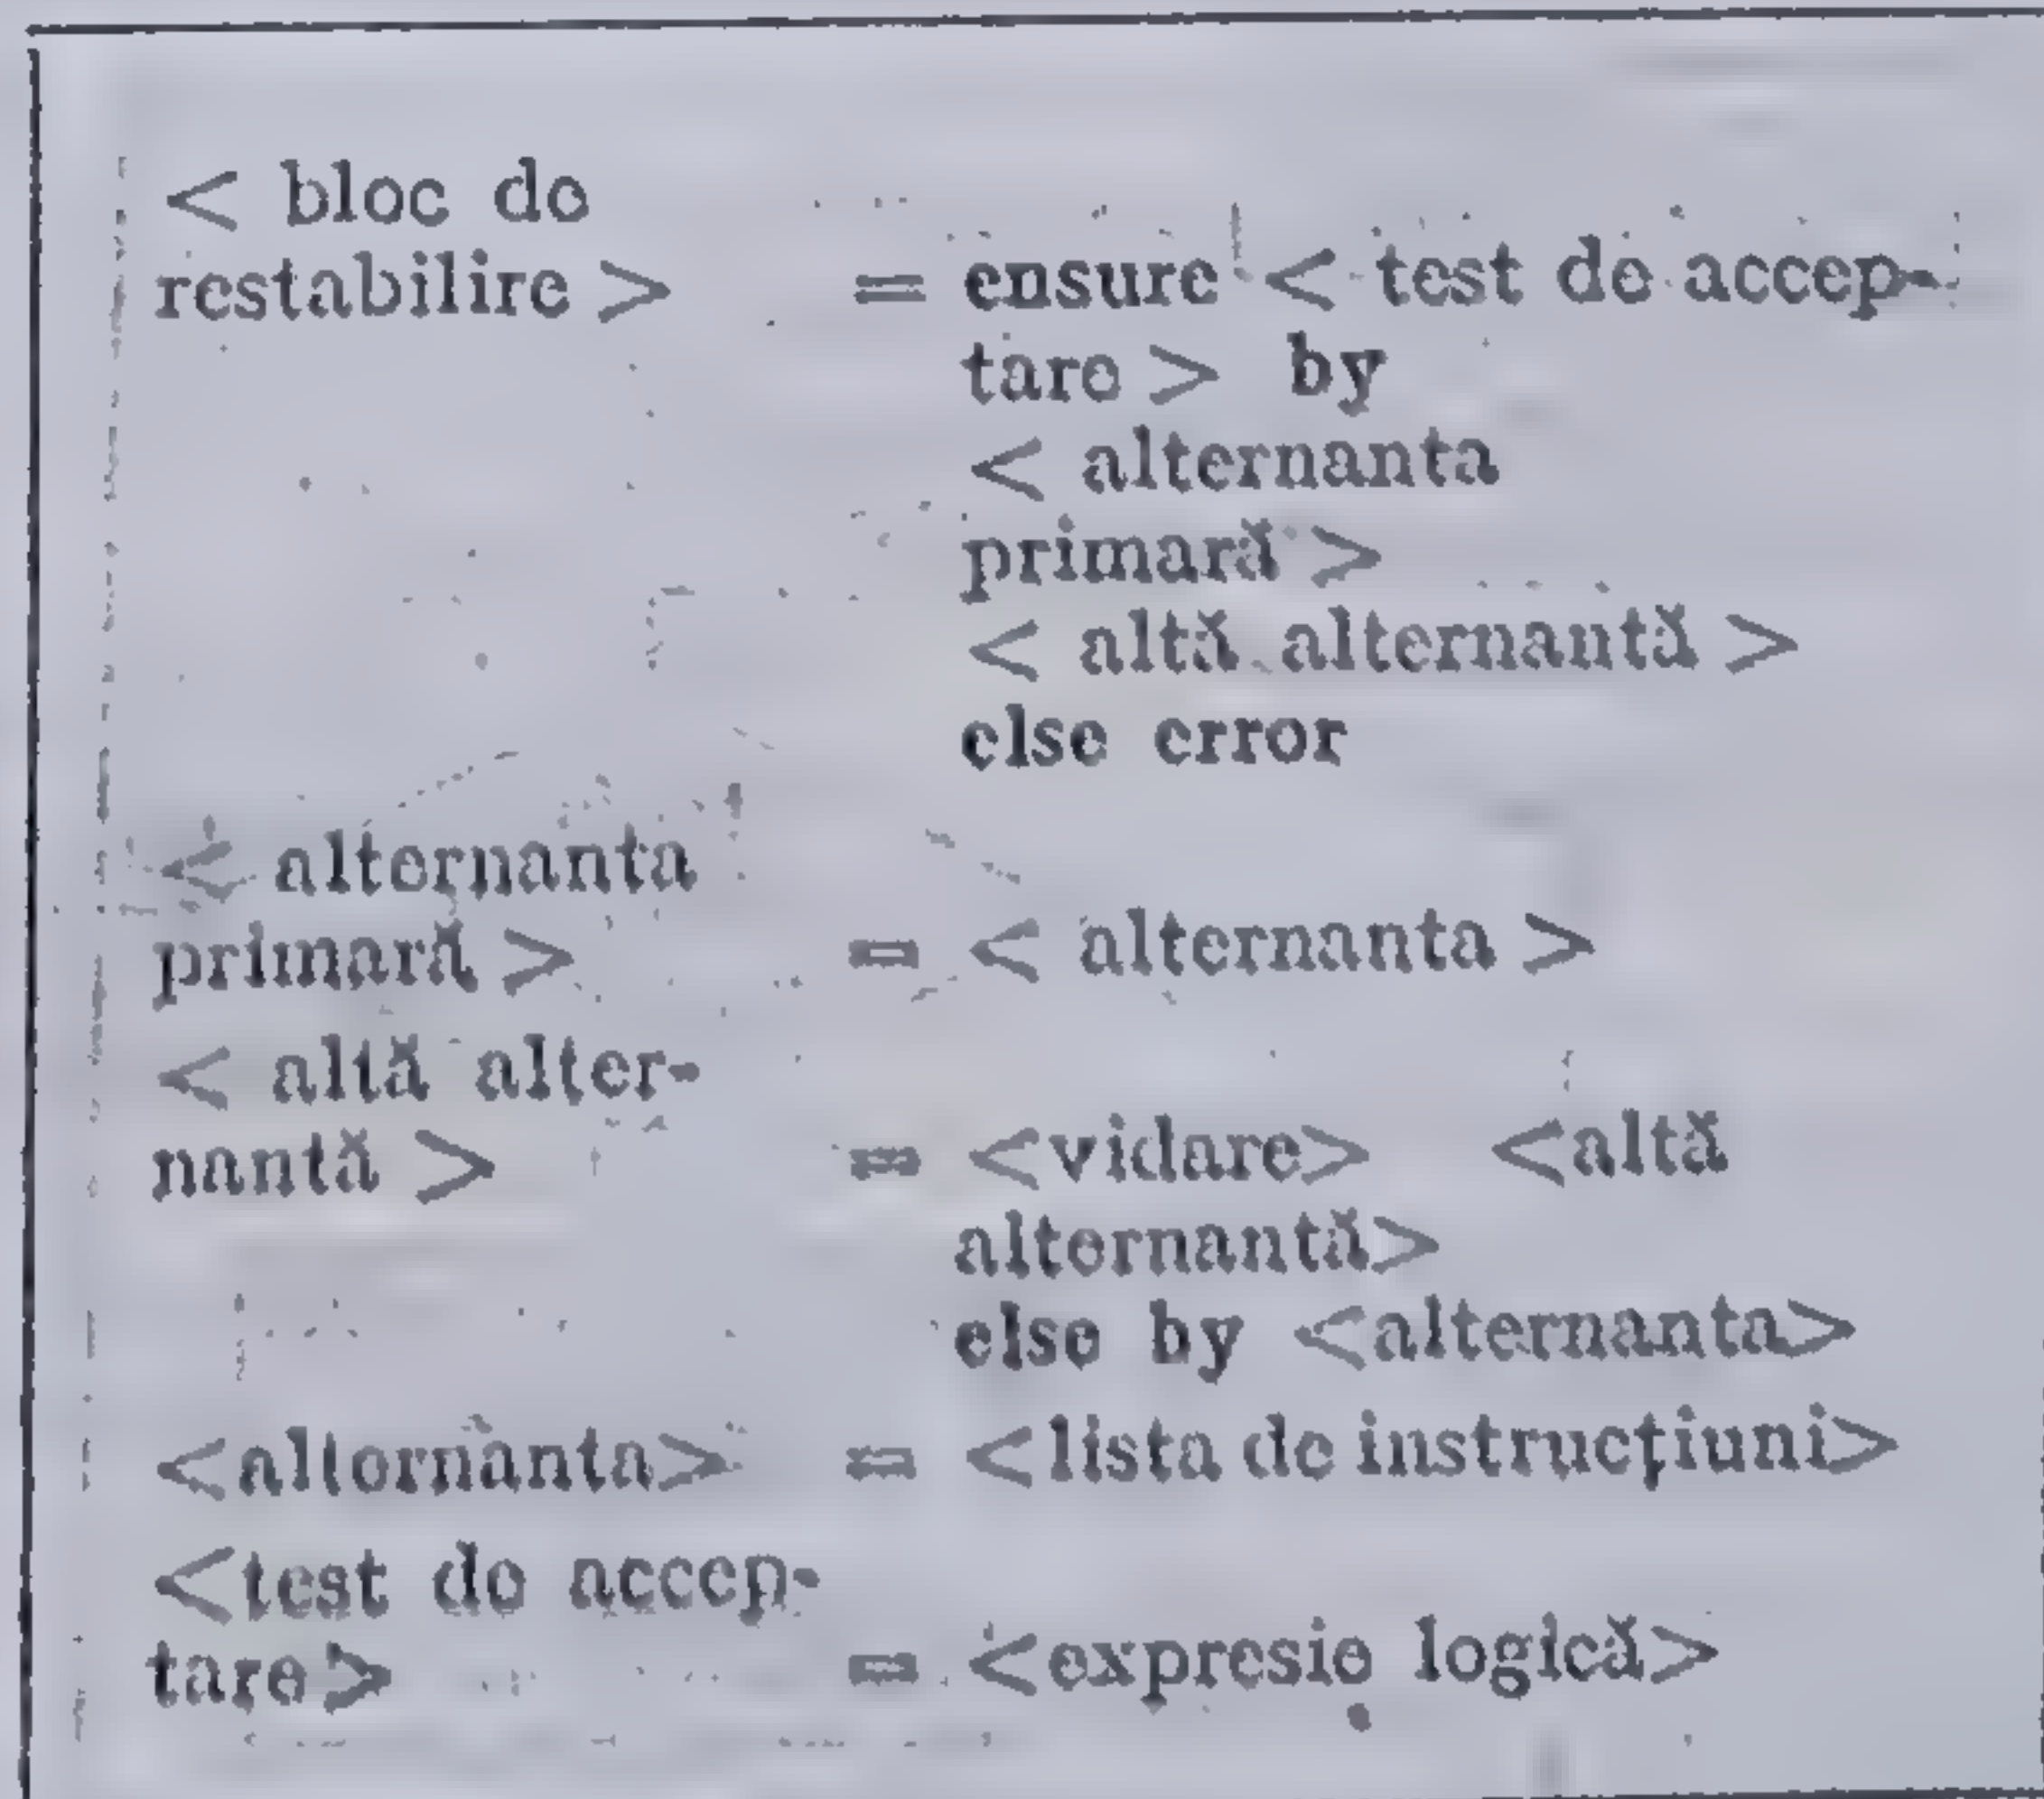 < bloc de
restabilire > = ensure < test de accep-
tare > by
< alternanta
primară >
< altă alternantă >
else error
< alternanta
primară > = < alternanta >
< altă alter-
nantă > = <vidare> <altă
alternantă>
else by <alternanta>
<alternanta> = <lista de instrucţiuni>
<test de accep-
tare> = <expresie logică>